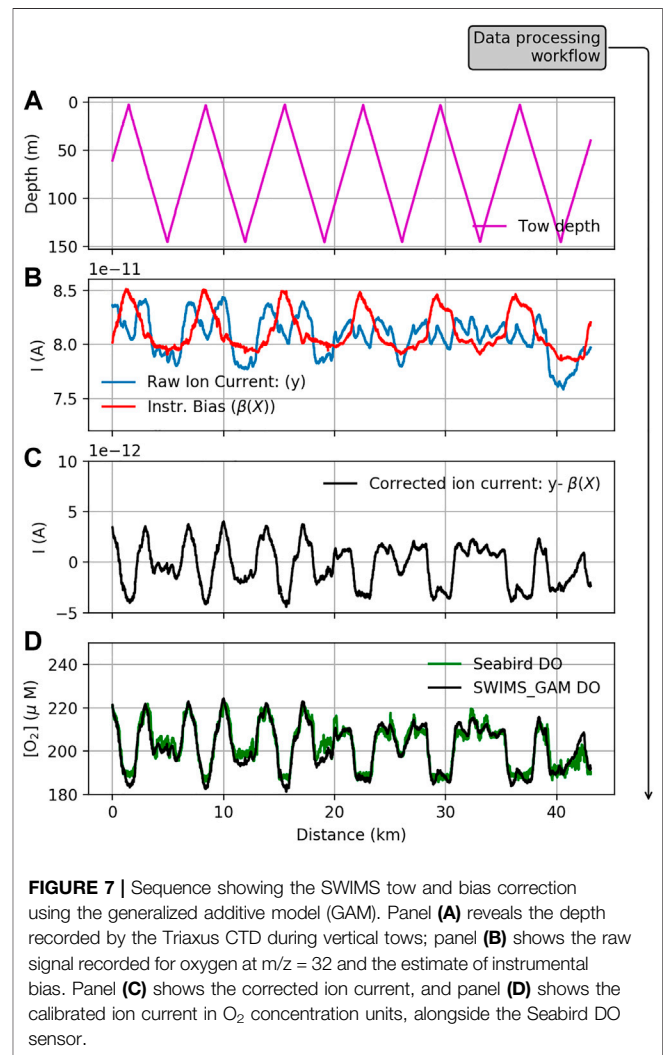 Data processing
workflow
A
0
50
100
150
Depth (m)
Tow depth
B
1e−11
8.5
8.0
7.5
I (A)
Raw Ion Current: (y)
Instr. Bias (β(X))
C
1e−12
10
5
0
−5
I (A)
Corrected ion current: y- β(X)
D
240
220
200
180
[O₂] (μ M)
Seabird DO
SWIMS_GAM DO
0 10 20 30 40
Distance (km)
FIGURE 7 | Sequence showing the SWIMS tow and bias correction
using the generalized additive model (GAM). Panel (A) reveals the depth
recorded by the Triaxus CTD during vertical tows; panel (B) shows the raw
signal recorded for oxygen at m/z = 32 and the estimate of instrumental
bias. Panel (C) shows the corrected ion current, and panel (D) shows the
calibrated ion current in O₂ concentration units, alongside the Seabird DO
sensor.